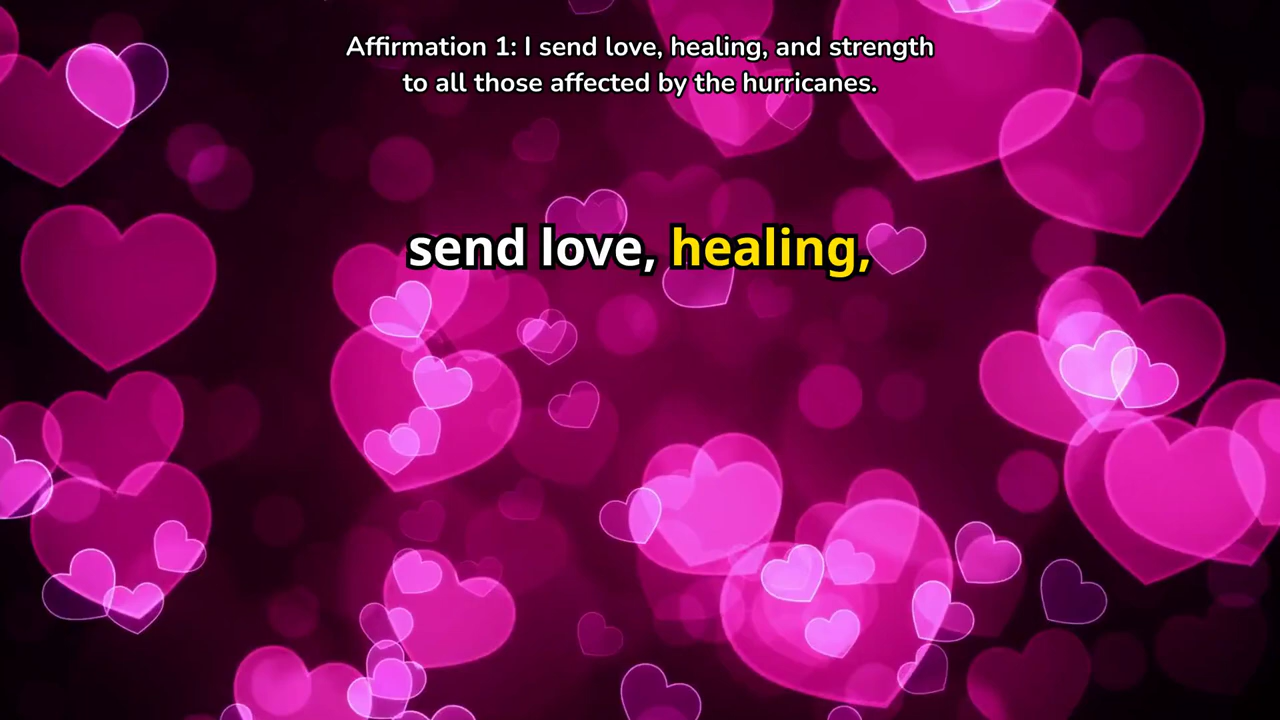 Affirmation 1: I send love, healing, and strength
to all those affected by the hurricanes.
send love, healing,